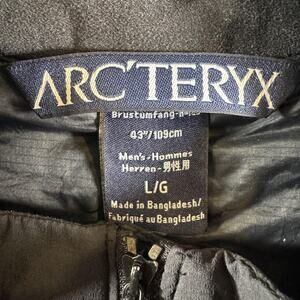 ARC'TERYX
43"/109cm
Men's-Hommes
Herren-男性用
L/G
Made in Bangladesh/
Fabriqué au Bangladesh